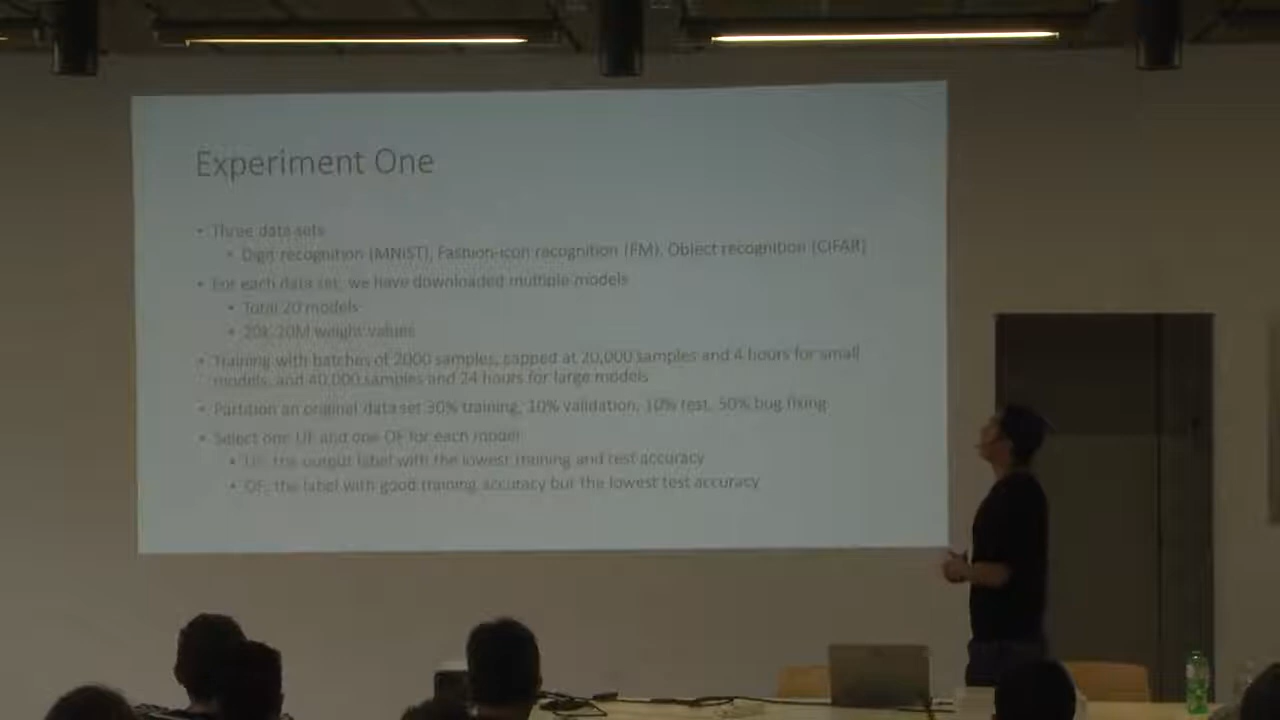 Experiment One
• Three data sets
• Digit recognition (MNIST), Fashion-icon recognition (FM), Object recognition (CIFAR)
• For each data set, we have downloaded multiple models
• Total 20 models
• 20k-20M weight values
• Training with batches of 2000 samples, capped at 20,000 samples and 4 hours for small
models, and 40,000 samples and 24 hours for large models
• Partition an original data set 30% training, 10% validation, 10% test, 50% bug fixing
• Select one UF and one OF for each model
• UF: the output label with the lowest training and test accuracy
• OF: the label with good training accuracy but the lowest test accuracy